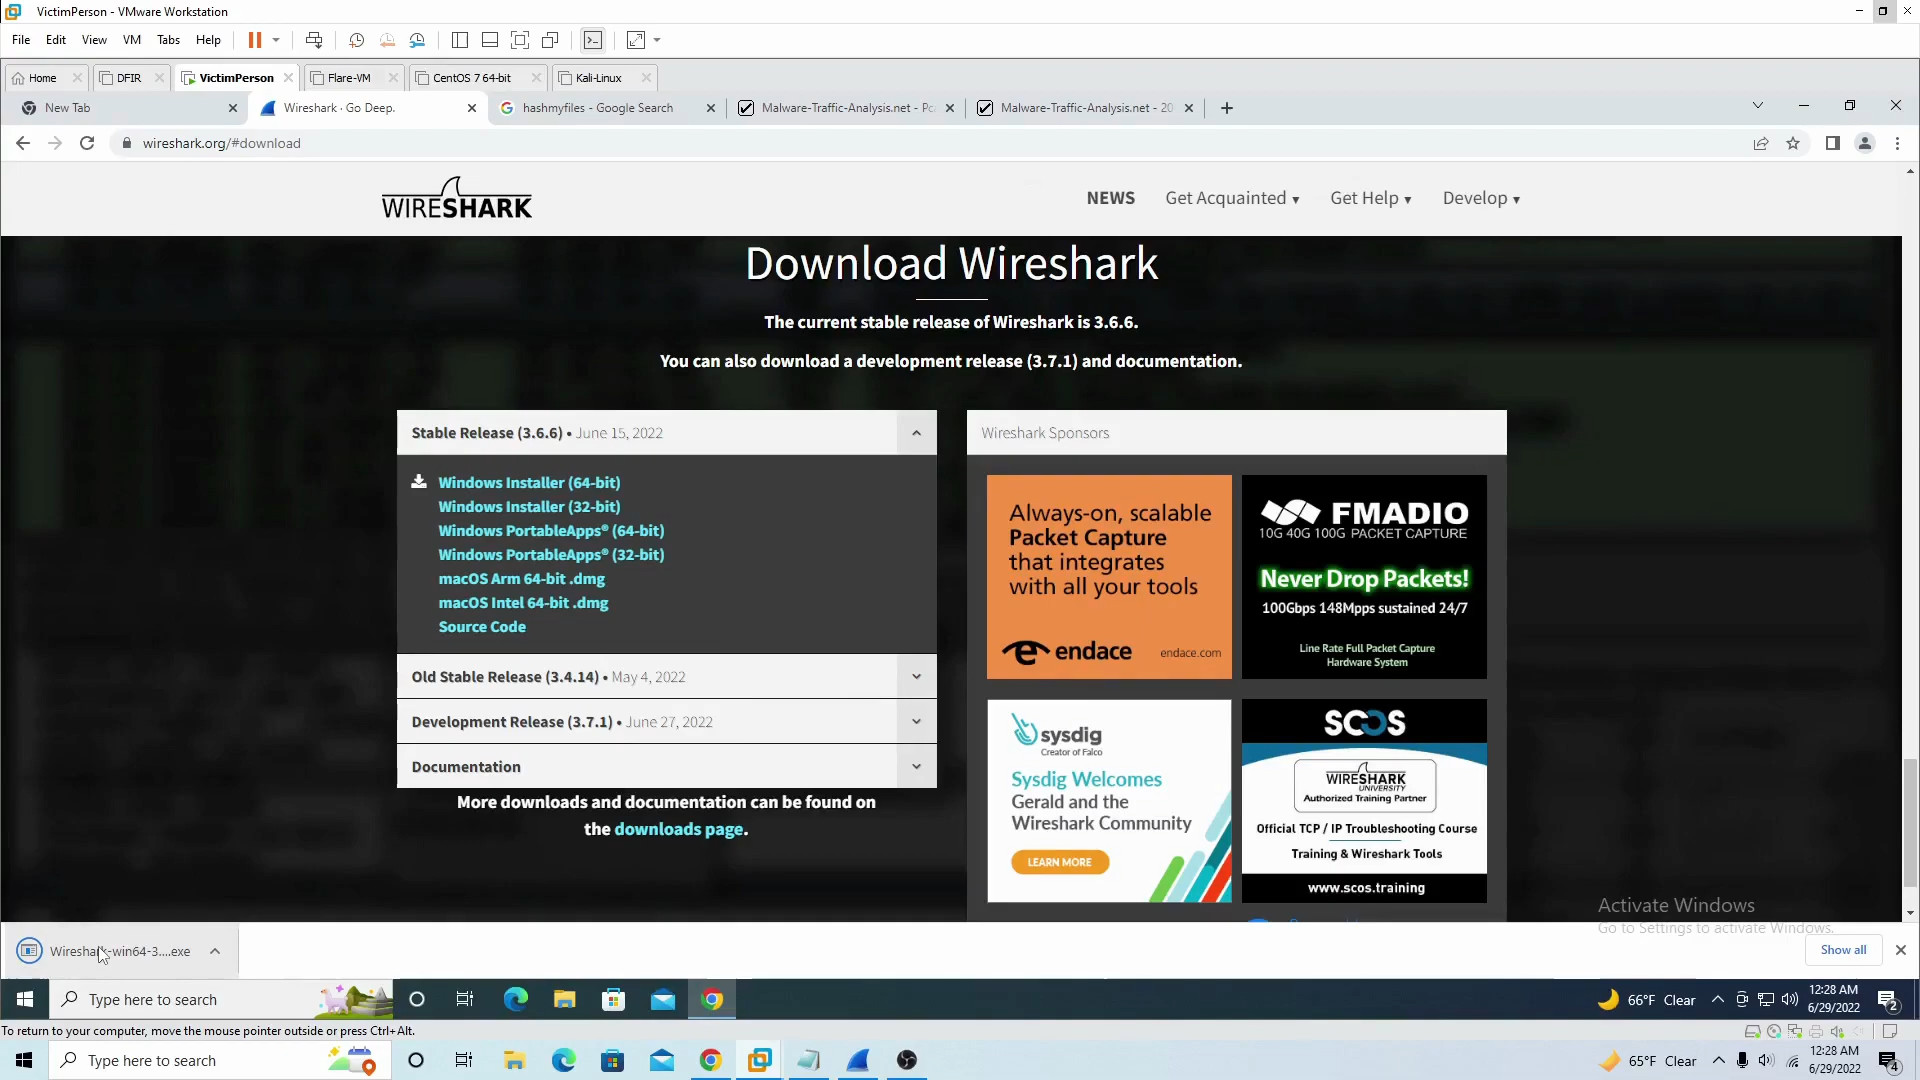 VictimPerson - VMware Workstation
File Edit View VM Tabs Help
Home DFIR VictimPerson Flare-VM CentOS 7 64-bit Kali-Linux
New Tab Wireshark · Go Deep. hashmyfiles - Google Search Malware-Traffic-Analysis.net - Pc Malware-Traffic-Analysis.net - 20
wireshark.org/#download
WIRESHARK NEWS Get Acquainted ▾ Get Help ▾ Develop ▾
Download Wireshark
The current stable release of Wireshark is 3.6.6.
You can also download a development release (3.7.1) and documentation.
Stable Release (3.6.6) • June 15, 2022
Windows Installer (64-bit)
Windows Installer (32-bit)
Windows PortableApps® (64-bit)
Windows PortableApps® (32-bit)
macOS Arm 64-bit .dmg
macOS Intel 64-bit .dmg
Source Code
Old Stable Release (3.4.14) • May 4, 2022
Development Release (3.7.1) • June 27, 2022
Documentation
More downloads and documentation can be found on
the downloads page.
Wireshark Sponsors
Always-on, scalable
Packet Capture
that integrates
with all your tools
endace endace.com
FMADIO
10G 40G 100G PACKET CAPTURE
Never Drop Packets!
100Gbps 148Mpps sustained 24/7
Line Rate Full Packet Capture
Hardware System
sysdig
Creator of Falco
Sysdig Welcomes
Gerald and the
Wireshark Community
LEARN MORE
SCOS
WIRESHARK
UNIVERSITY
Authorized Training Partner
Official TCP / IP Troubleshooting Course
Training & Wireshark Tools
www.scos.training
Activate Windows
Go to Settings to activate Windows.
Wireshark-win64-3....exe Show all
Type here to search 66°F Clear 12:28 AM
6/29/2022 2
To return to your computer, move the mouse pointer outside or press Ctrl+Alt.
Type here to search 65°F Clear 12:28 AM
6/29/2022 4